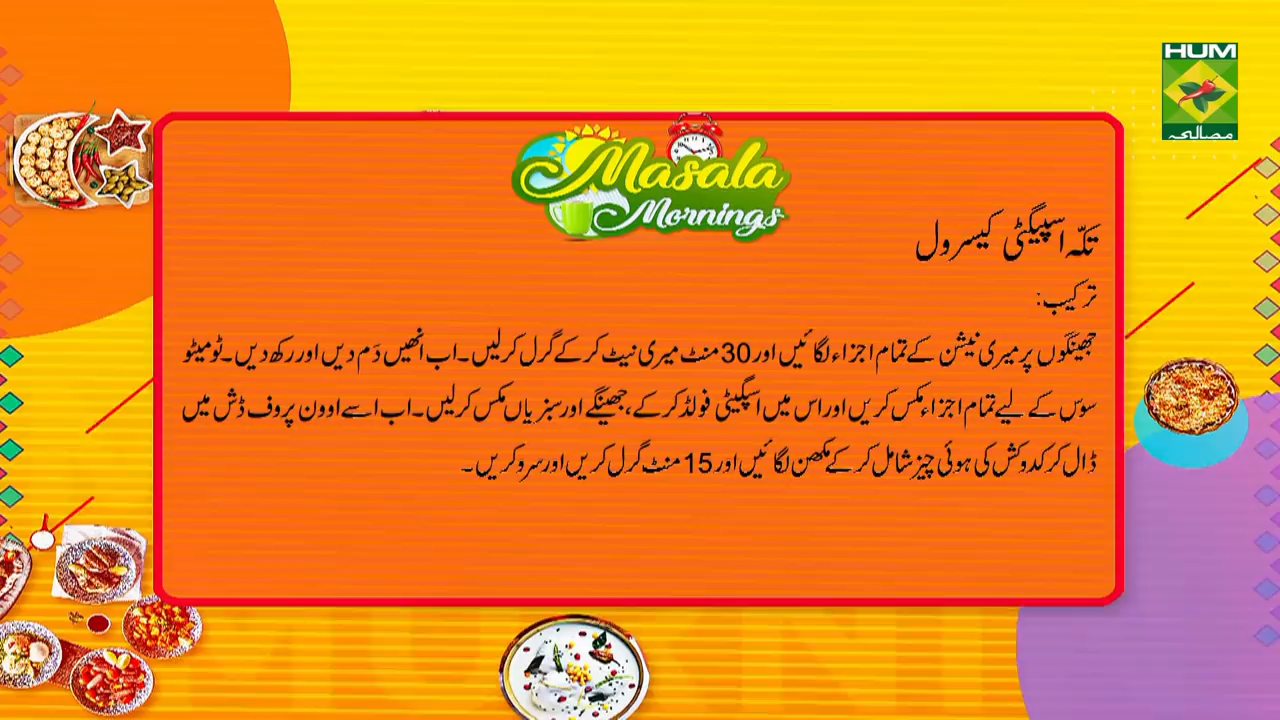 HUM
مصالحہ
Masala
Mornings
تکّہ اسپیگٹی کیسرول
ترکیب:
جھینگوں پر میری نیشن کے تمام اجزاء لگائیں اور 30 منٹ میری نیٹ کر کے گرل کرلیں۔ اب انھیں دَم دیں اور رکھ دیں۔ ٹومیٹو
سوس کے لیے تمام اجزاء مکس کریں اور اس میں اسپگیٹی فولڈ کرکے، جھینگے اور سبزیاں مکس کرلیں۔ اب اسے اوون پروف ڈش میں
ڈال کر کدوکش کی ہوئی چیز شامل کر کے مکھن لگائیں اور 15 منٹ گرل کریں اور سرو کریں۔